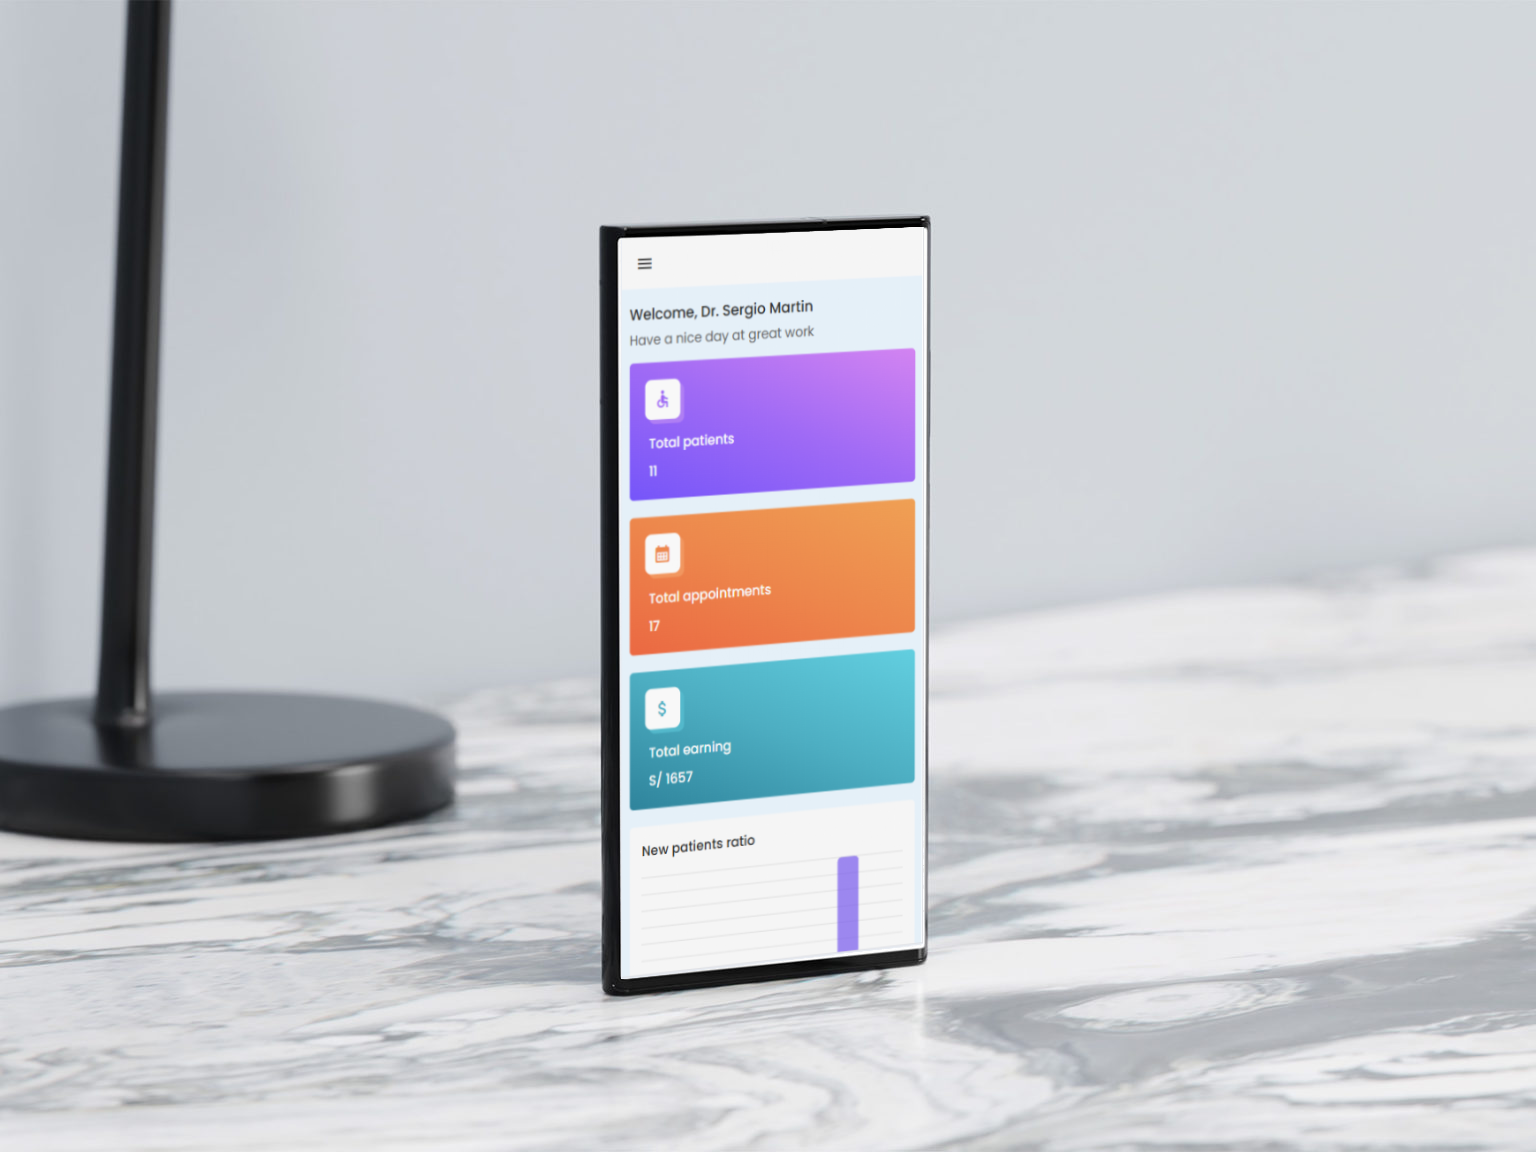 Welcome, Dr. Sergio Martin
Have a nice day at great work
Total patients
11
Total appointments
17
Total earning
S/ 1657
New patients ratio